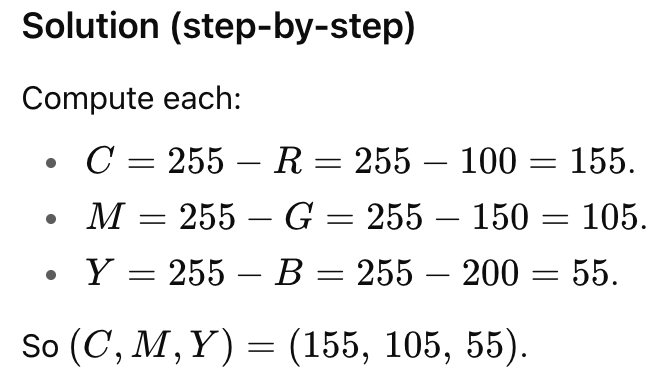 Solution (step-by-step)
Compute each:
• C = 255 − R = 255 − 100 = 155.
• M = 255 − G = 255 − 150 = 105.
• Y = 255 − B = 255 − 200 = 55.
So (C, M, Y) = (155, 105, 55).